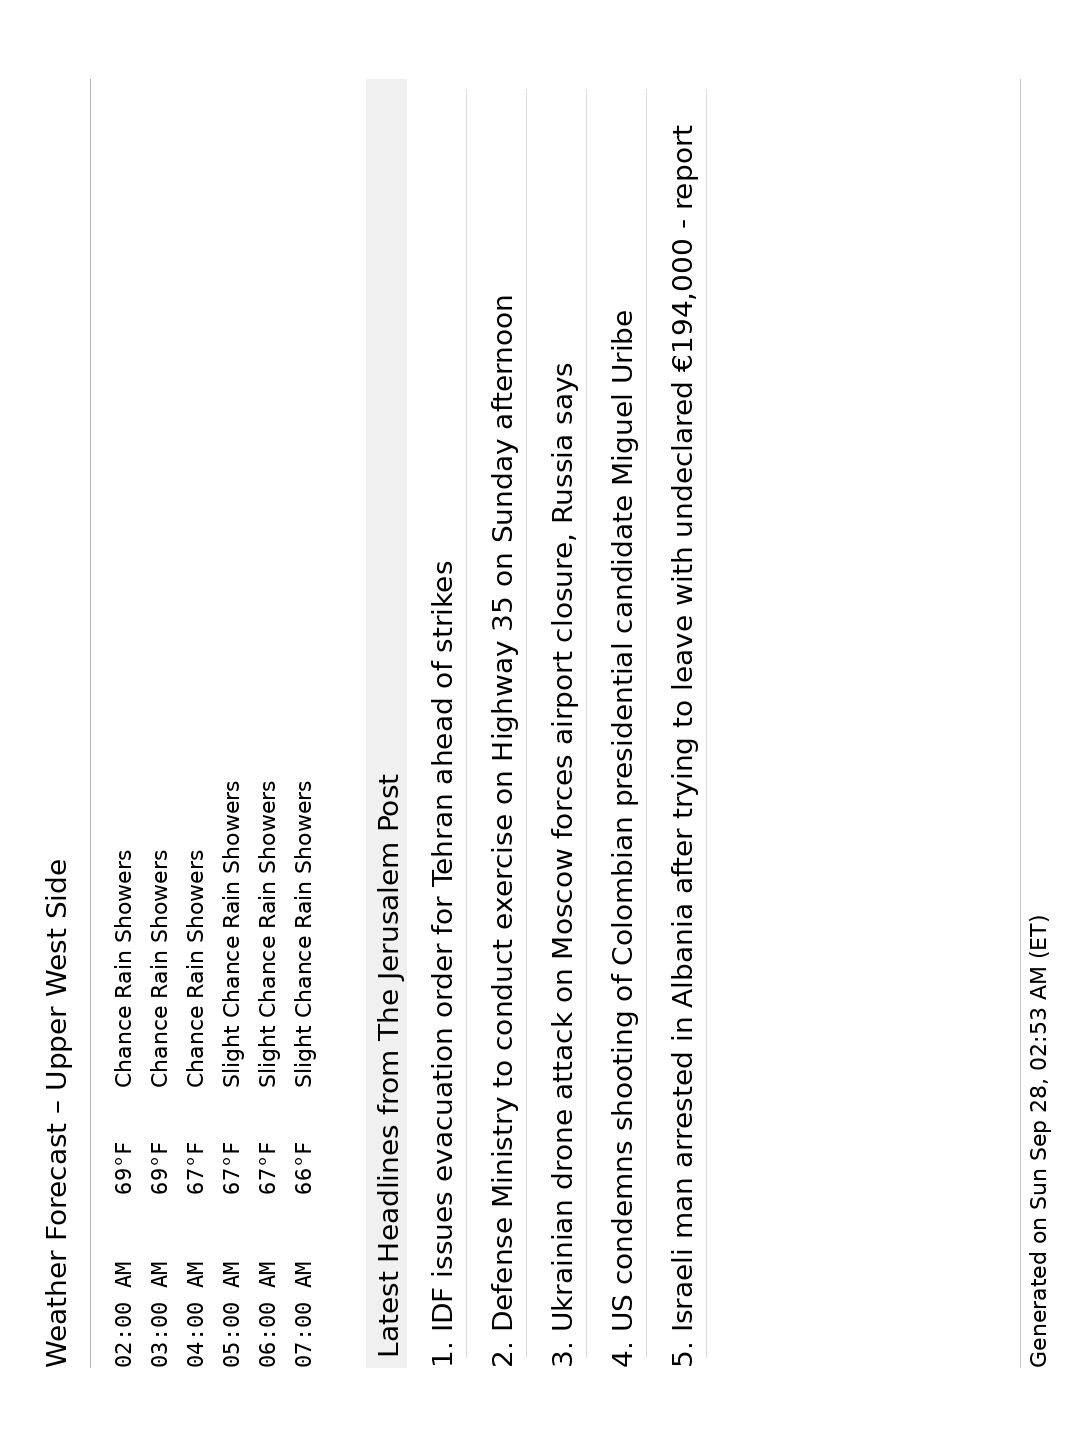 Weather Forecast – Upper West Side
02:00 AM 69°F Chance Rain Showers
03:00 AM 69°F Chance Rain Showers
04:00 AM 67°F Chance Rain Showers
05:00 AM 67°F Slight Chance Rain Showers
06:00 AM 67°F Slight Chance Rain Showers
07:00 AM 66°F Slight Chance Rain Showers
Latest Headlines from The Jerusalem Post
1. IDF issues evacuation order for Tehran ahead of strikes
2. Defense Ministry to conduct exercise on Highway 35 on Sunday afternoon
3. Ukrainian drone attack on Moscow forces airport closure, Russia says
4. US condemns shooting of Colombian presidential candidate Miguel Uribe
5. Israeli man arrested in Albania after trying to leave with undeclared €194,000 - report
Generated on Sun Sep 28, 02:53 AM (ET)